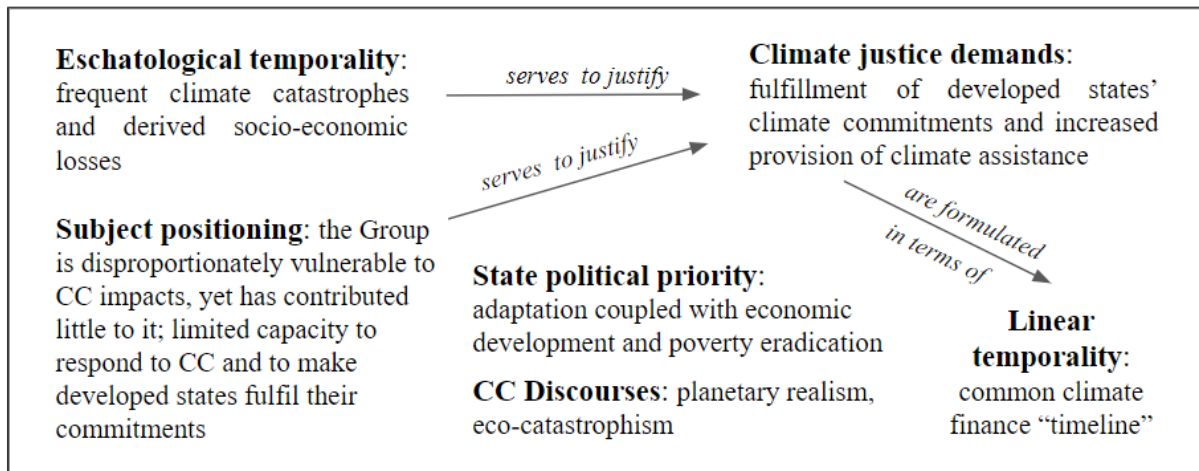 Eschatological temporality:
frequent climate catastrophes
and derived socio-economic
losses
serves to justify
Climate justice demands:
fulfillment of developed states’
climate commitments and increased
provision of climate assistance
serves to justify
Subject positioning: the Group
is disproportionately vulnerable to
CC impacts, yet has contributed
little to it; limited capacity to
respond to CC and to make
developed states fulfil their
commitments
State political priority:
adaptation coupled with economic
development and poverty eradication
CC Discourses: planetary realism,
eco-catastrophism
are formulated
in terms of
Linear
temporality:
common climate
finance “timeline”